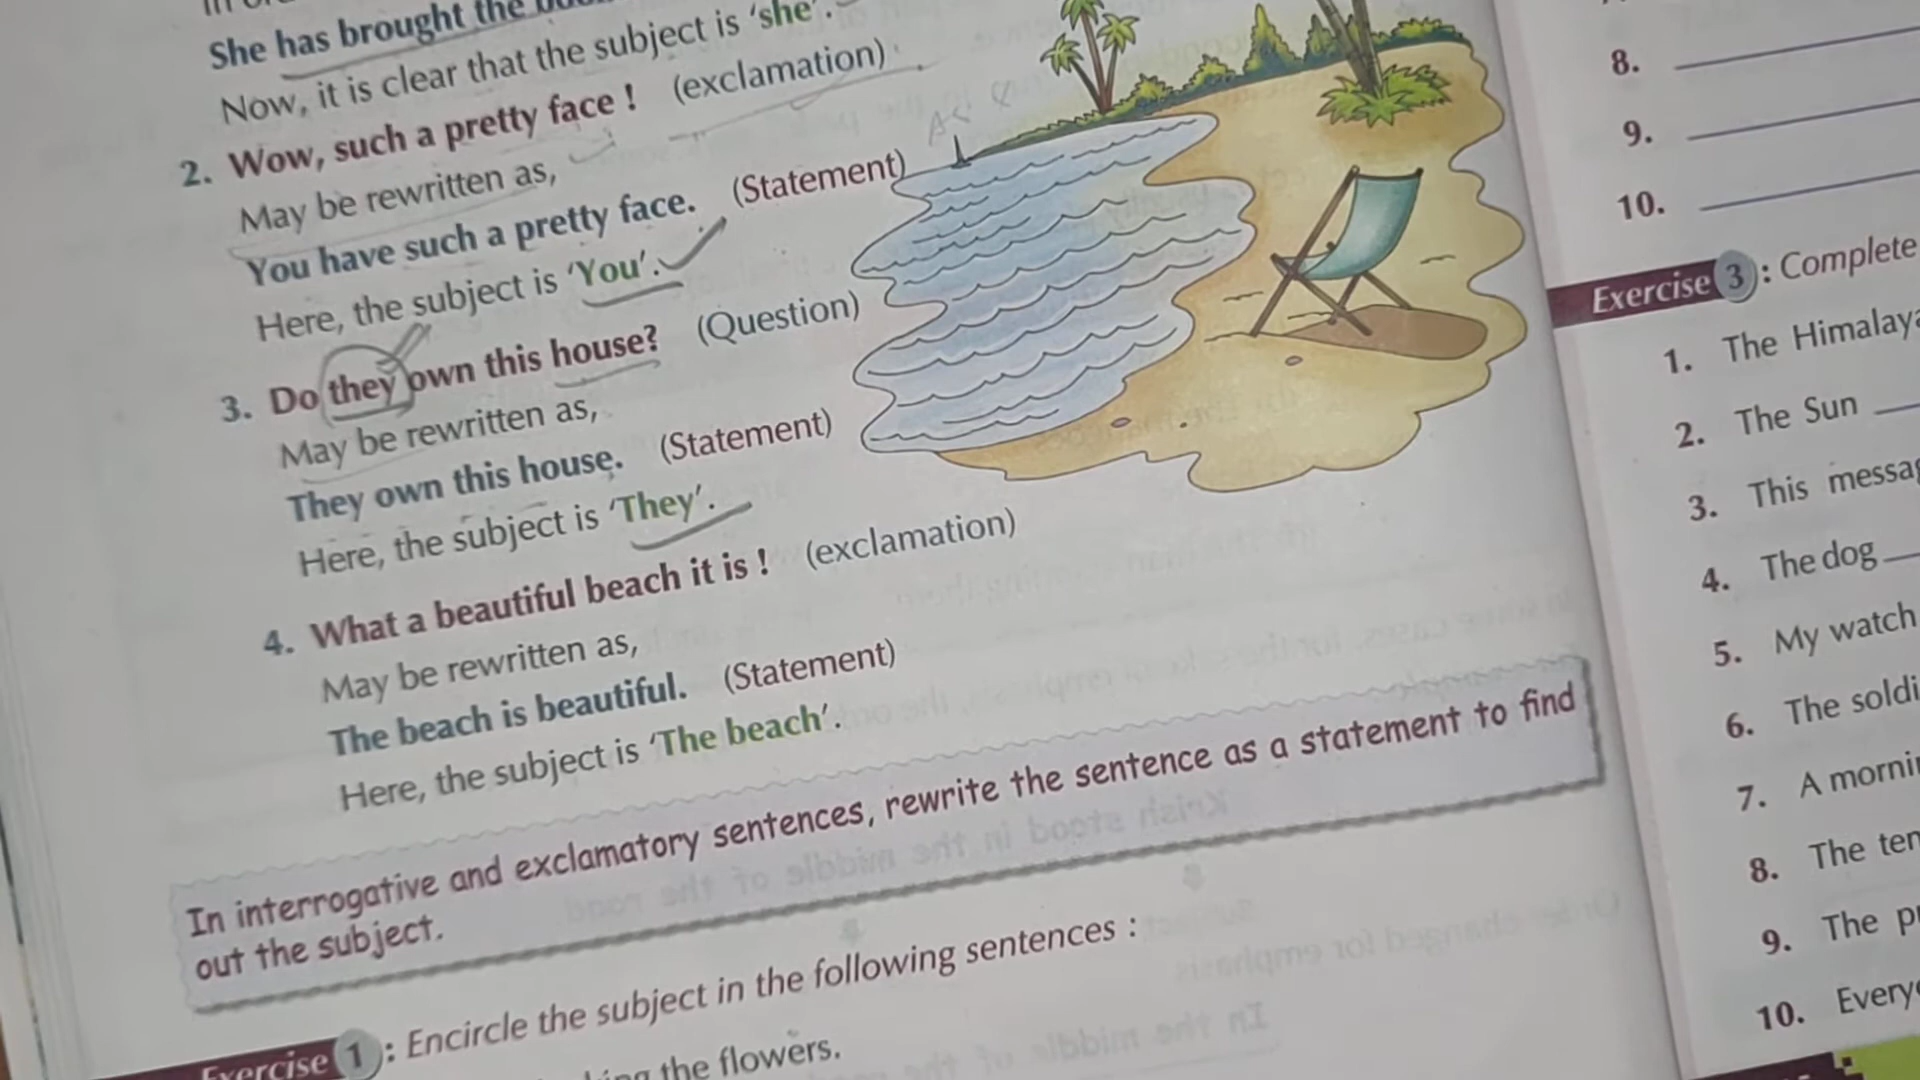 She has brought the
Now, it is clear that the subject is ‘she’.
2. Wow, such a pretty face ! (exclamation)
May be rewritten as,
You have such a pretty face. (Statement)
Here, the subject is ‘You’.
3. Do they own this house? (Question)
May be rewritten as,
They own this house. (Statement)
Here, the subject is ‘They’.
4. What a beautiful beach it is ! (exclamation)
May be rewritten as,
The beach is beautiful. (Statement)
Here, the subject is ‘The beach’.
In interrogative and exclamatory sentences, rewrite the sentence as a statement to find
out the subject.
Exercise 1 : Encircle the subject in the following sentences :
the flowers.
8.
9.
10.
Exercise 3 : Complete
1. The
2. The Sun
3. This
4. The dog
5. My watch
6. The
7. A
8. The
9. The
10.